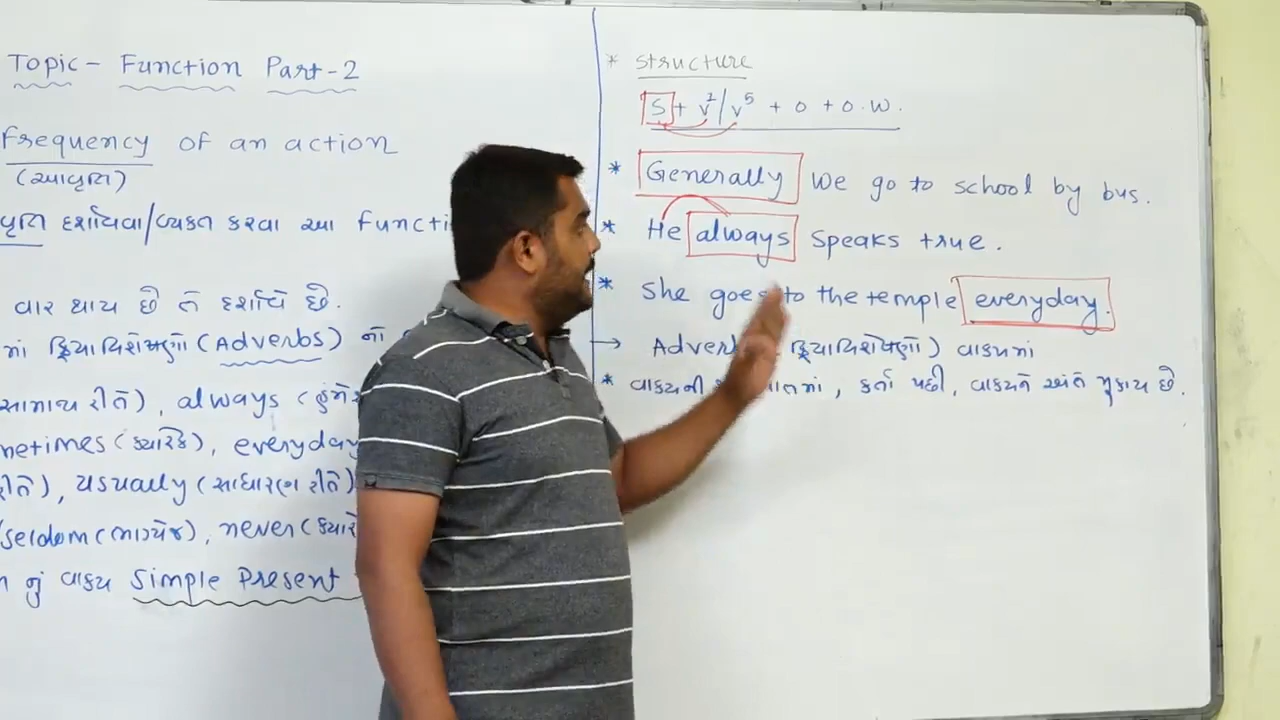 Topic - Function Part-2
Frequency of an action
(આવૃત્તિ)
દર્શાવવા/વ્યક્ત કરવા આ Functi
વાર થાય છે તે દર્શાવે છે.
માં ક્રિયાવિશેષણો (Adverbs) નો
always
everyday
usually (સાધારણ રીતે)
seldom (ભાગ્યેજ), never
નું વાક્ય Simple Present
* Structure
S + V¹/V⁵ + O + O.W.
* Generally we go to school by bus.
* He always speaks true.
* She goes to the temple everyday.
→ Adverb ક્રિયાવિશેષણો) વાક્યમાં
* વાક્યની , કર્તા પછી, વાક્યને અંતે મુકાય છે.